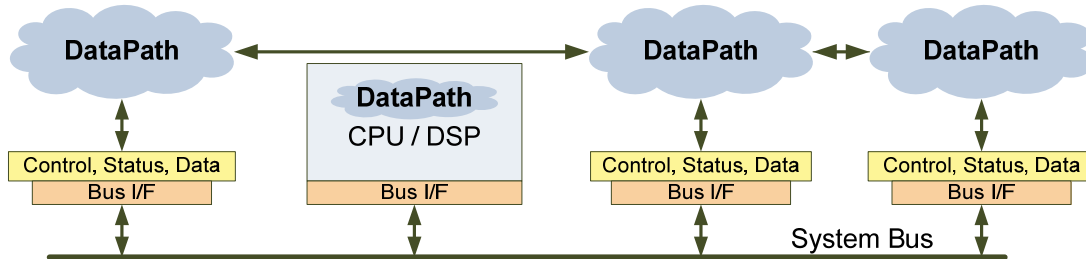 DataPath
DataPath
DataPath
DataPath
CPU / DSP
Control, Status, Data
Control, Status, Data
Control, Status, Data
Bus I/F
Bus I/F
Bus I/F
Bus I/F
System Bus